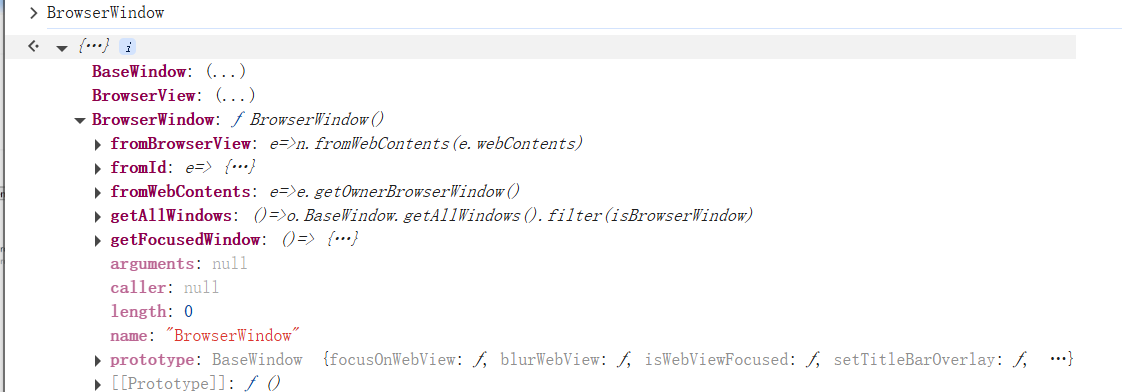 > BrowserWindow
{…} i
BaseWindow: (...)
BrowserView: (...)
BrowserWindow: ƒ BrowserWindow()
fromBrowserView: e=>n.fromWebContents(e.webContents)
fromId: e=> {…}
fromWebContents: e=>e.getOwnerBrowserWindow()
getAllWindows: ()=>o.BaseWindow.getAllWindows().filter(isBrowserWindow)
getFocusedWindow: ()=> {…}
arguments: null
caller: null
length: 0
name: "BrowserWindow"
prototype: BaseWindow {focusOnWebView: ƒ, blurWebView: ƒ, isWebViewFocused: ƒ, setTitleBarOverlay: ƒ, …}
[[Prototype]]: ƒ ()